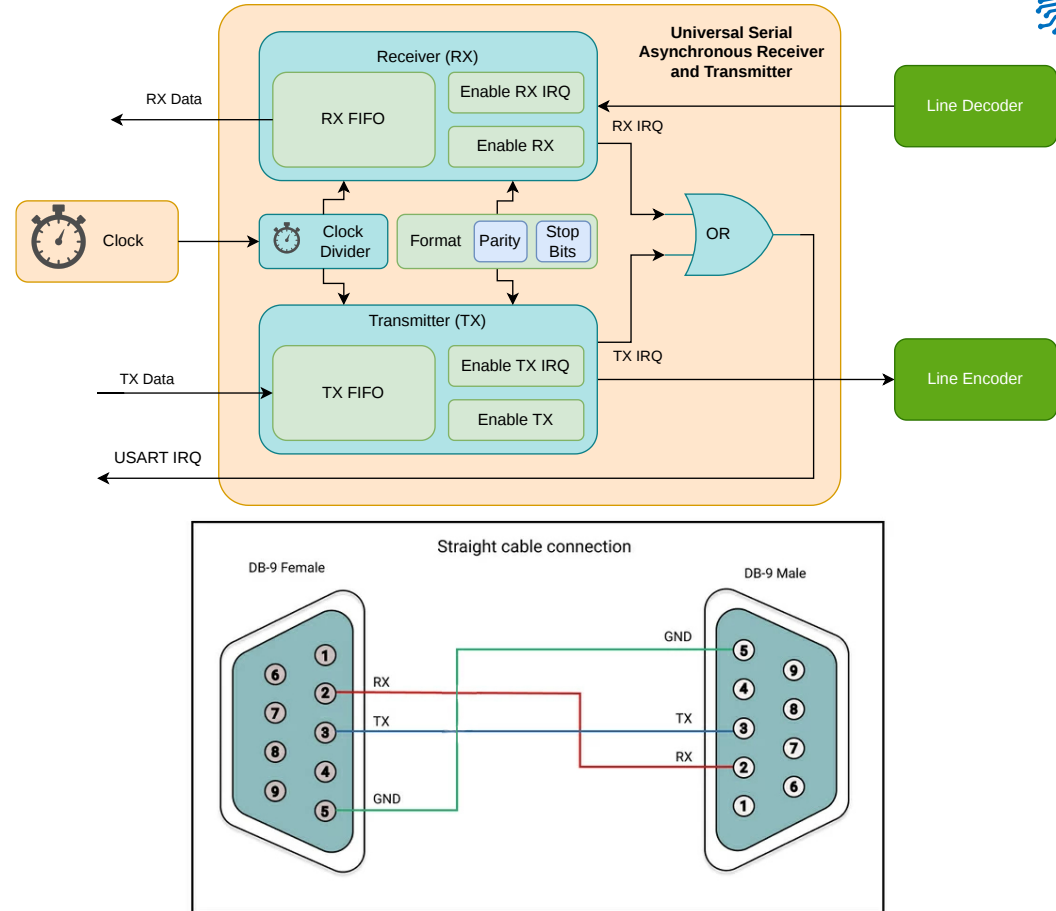 Universal Serial
Asynchronous Receiver
and Transmitter
Receiver (RX)
RX FIFO
Enable RX IRQ
Enable RX
RX Data
RX IRQ
Line Decoder
Clock
Clock
Divider
Format
Parity
Stop
Bits
OR
Transmitter (TX)
TX FIFO
Enable TX IRQ
Enable TX
TX IRQ
TX Data
Line Encoder
USART IRQ
Straight cable connection
DB-9 Female
DB-9 Male
1
6
2
7
3
8
4
9
5
RX
TX
GND
GND
TX
RX
5
9
4
8
3
7
2
6
1